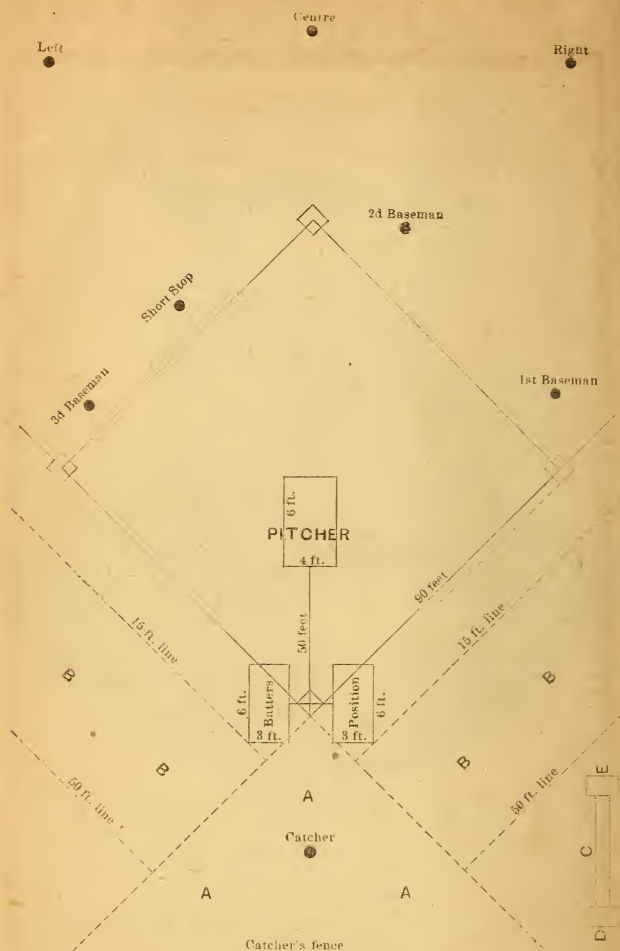 Centre
Left
Right
2d Baseman
Short Stop
1st Baseman
3d Baseman
6 ft.
PITCHER
4 ft.
90 feet
50 feet
15 ft. line
15 ft. line
B
B
6 ft.
Batters
3 ft.
Position
3 ft.
6 ft.
B
B
50 ft. line
50 ft. line
A
E
C
D
Catcher
A
A
Catcher's fence